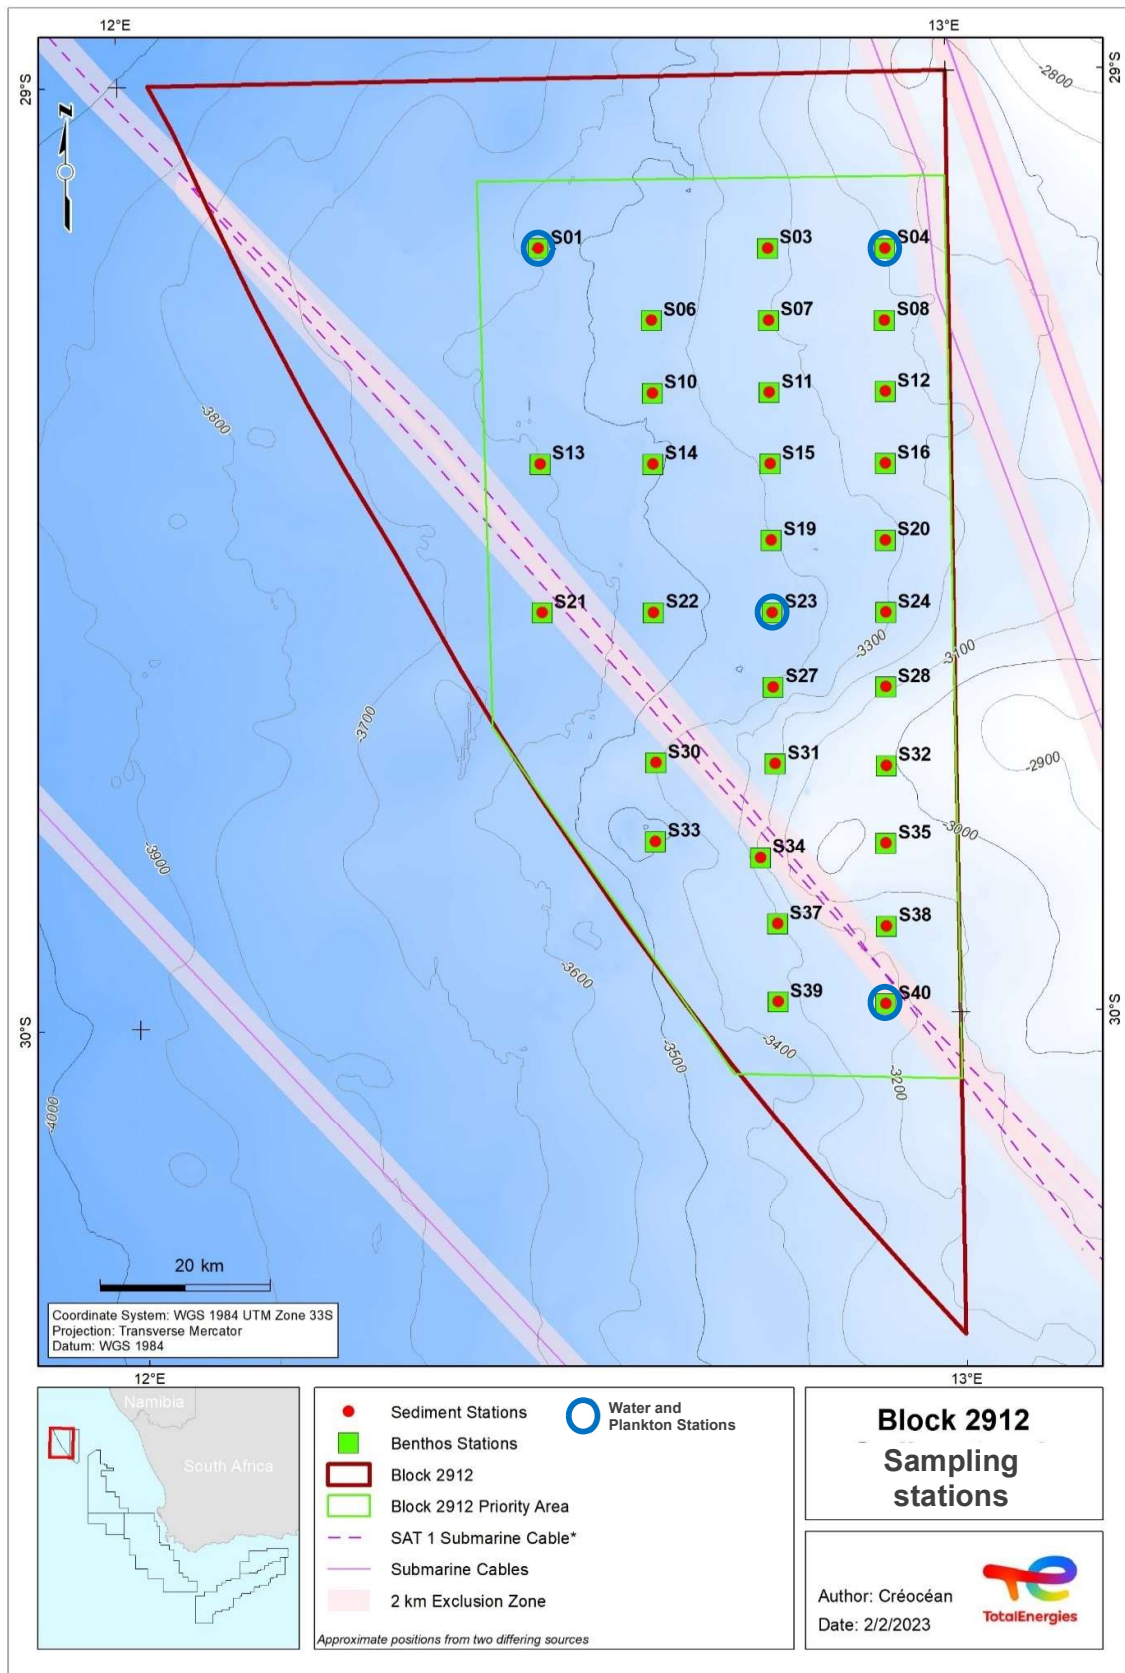 12°E
13°E
29°S
29°S
N
-2800
S01
S03
S04
S06
S07
S08
S10
S11
S12
-3800
S13
S14
S15
S16
S19
S20
S21
S22
S23
S24
-3300
-3100
S27
S28
-3700
S30
S31
S32
-2900
-3000
S33
S34
S35
-3900
S37
S38
-3600
S39
S40
30°S
30°S
-3500
-3400
-3200
-4000
20 km
Coordinate System: WGS 1984 UTM Zone 33S
Projection: Transverse Mercator
Datum: WGS 1984
12°E
13°E
Namibia
South Africa
Sediment Stations
Water and
Plankton Stations
Benthos Stations
Block 2912
Block 2912 Priority Area
SAT 1 Submarine Cable*
Submarine Cables
2 km Exclusion Zone
Approximate positions from two differing sources
Block 2912
Sampling
stations
Author: Créocéan
Date: 2/2/2023
TotalEnergies